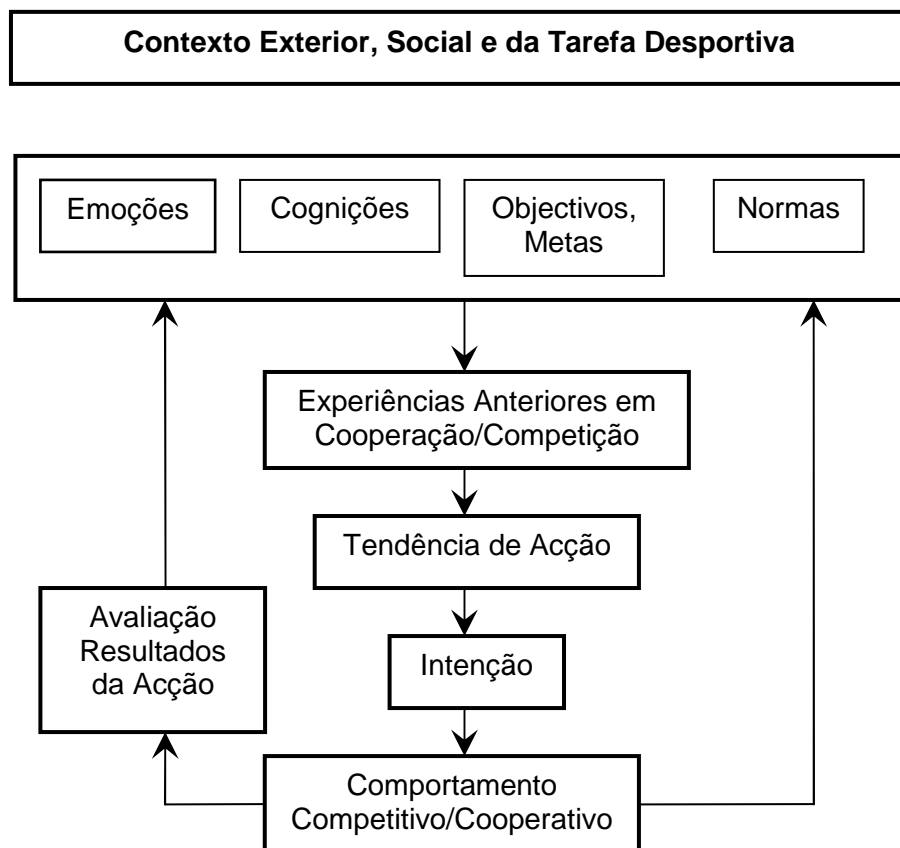 Contexto Exterior, Social e da Tarefa Desportiva
Emoções
Cognições
Objectivos,
Metas
Normas
Experiências Anteriores em
Cooperação/Competição
Tendência de Acção
Avaliação
Resultados
da Acção
Intenção
Comportamento
Competitivo/Cooperativo